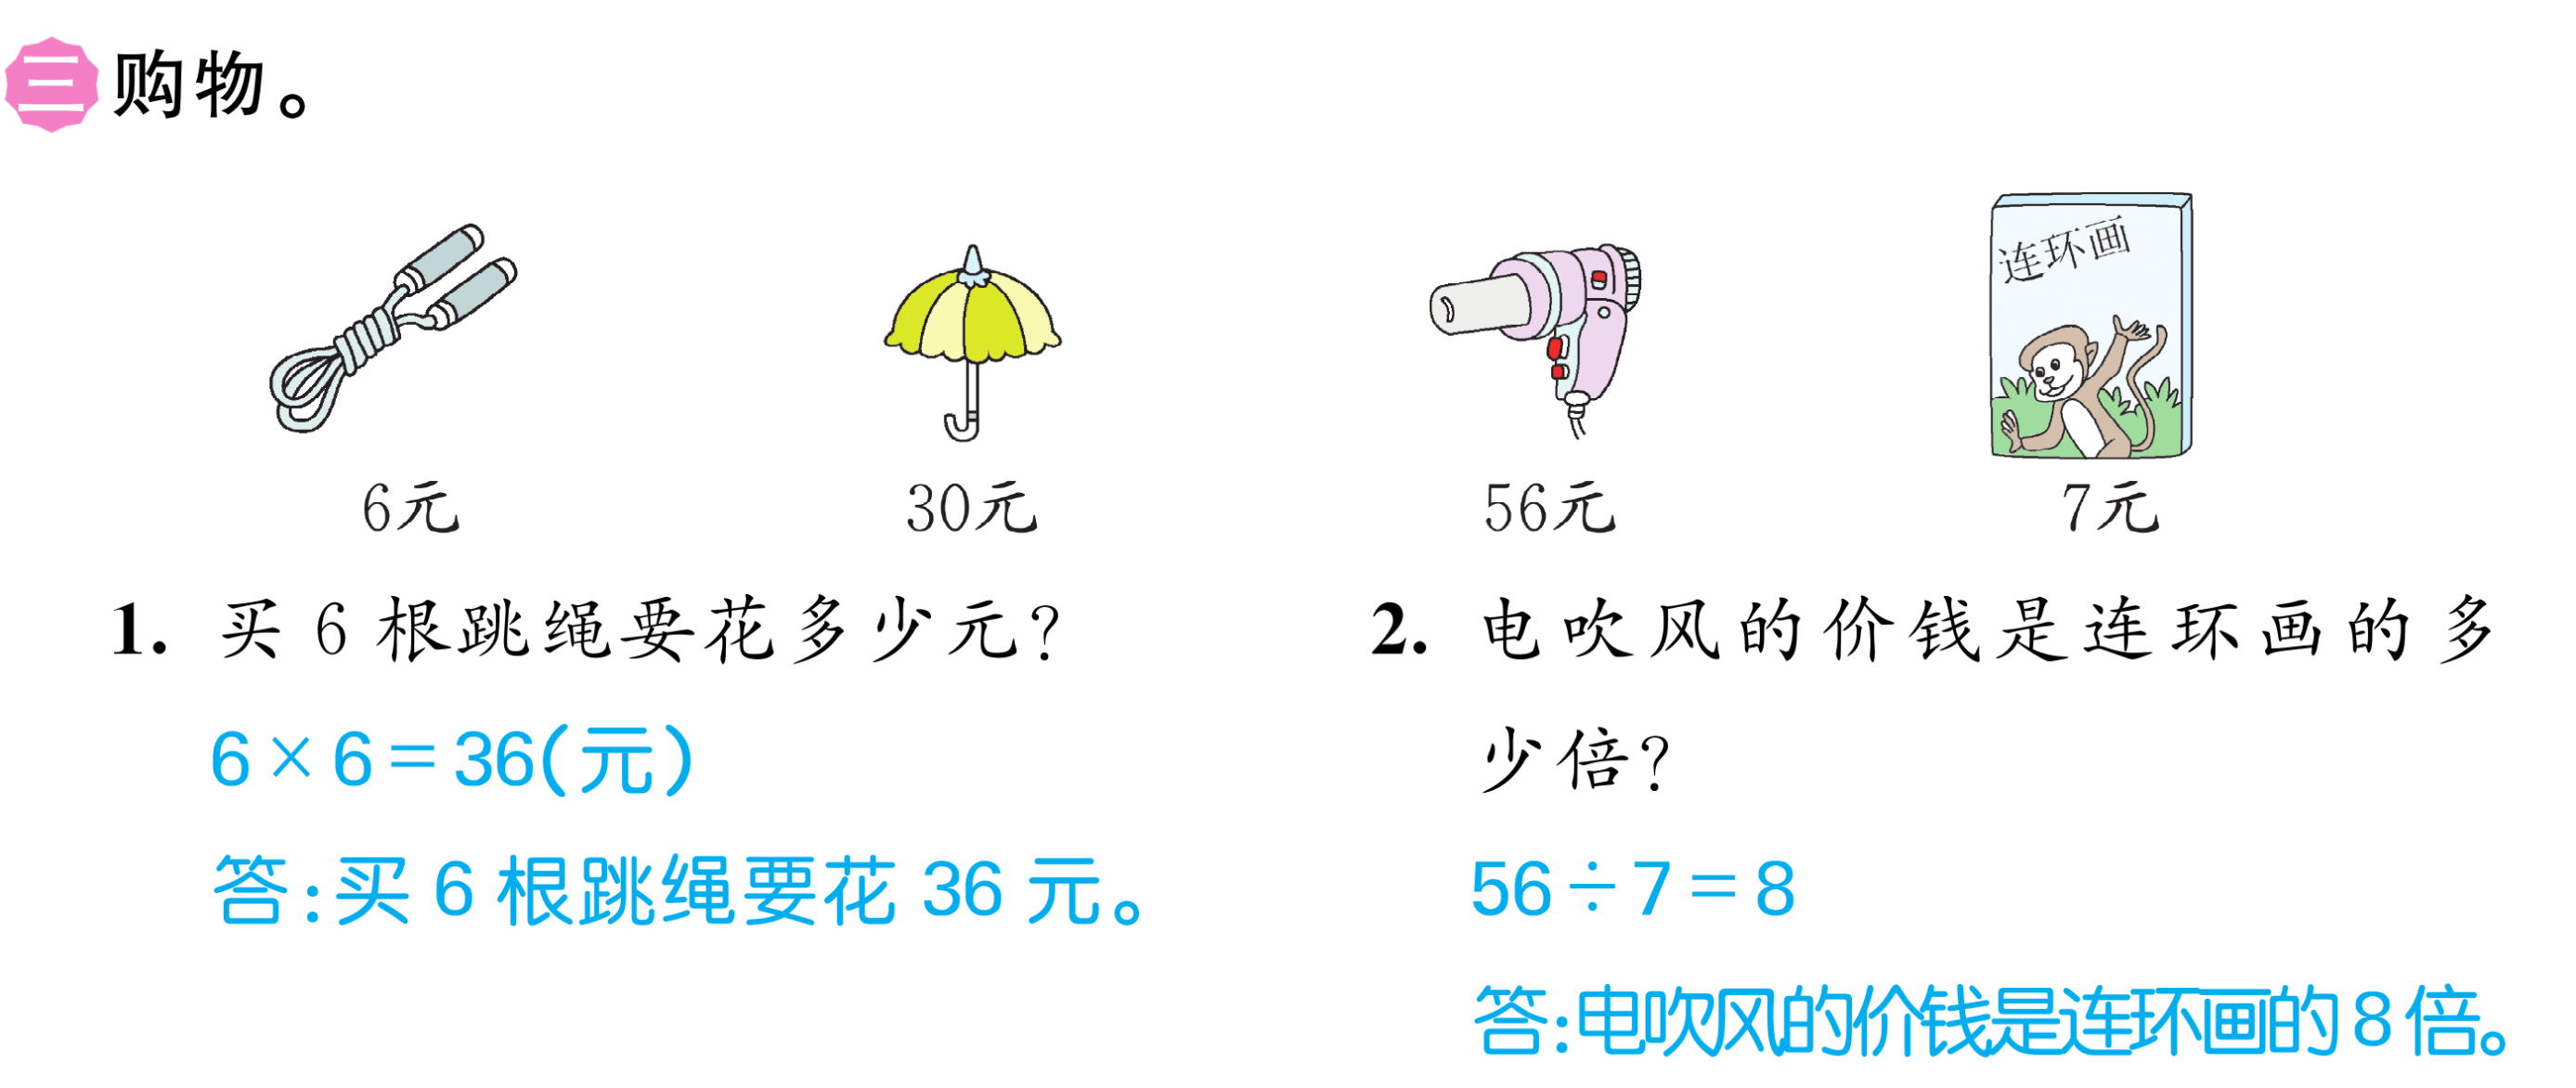 三 购物。
连环画
6元 30元 56元 7元
1. 买 6 根跳绳要花多少元?
6×6=36(元)
答:买 6 根跳绳要花 36 元。
2. 电吹风的价钱是连环画的多
少倍?
56÷7=8
答:电吹风的价钱是连环画的8倍。